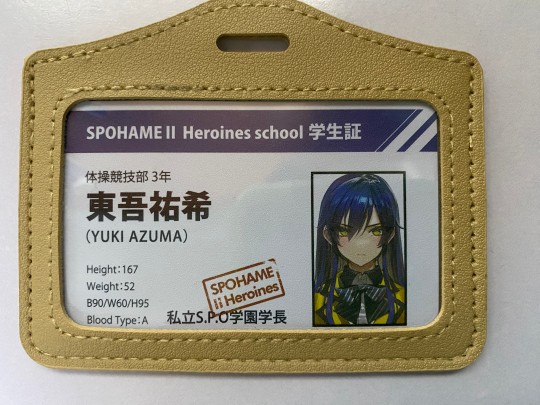 SPOHAME II Heroines school 学生証
体操競技部 3年
東吾祐希
(YUKI AZUMA)
Height:167
Weight:52
B90/W60/H95
Blood Type:A
SPOHAME
ii Heroines
私立S.P.O学園学長